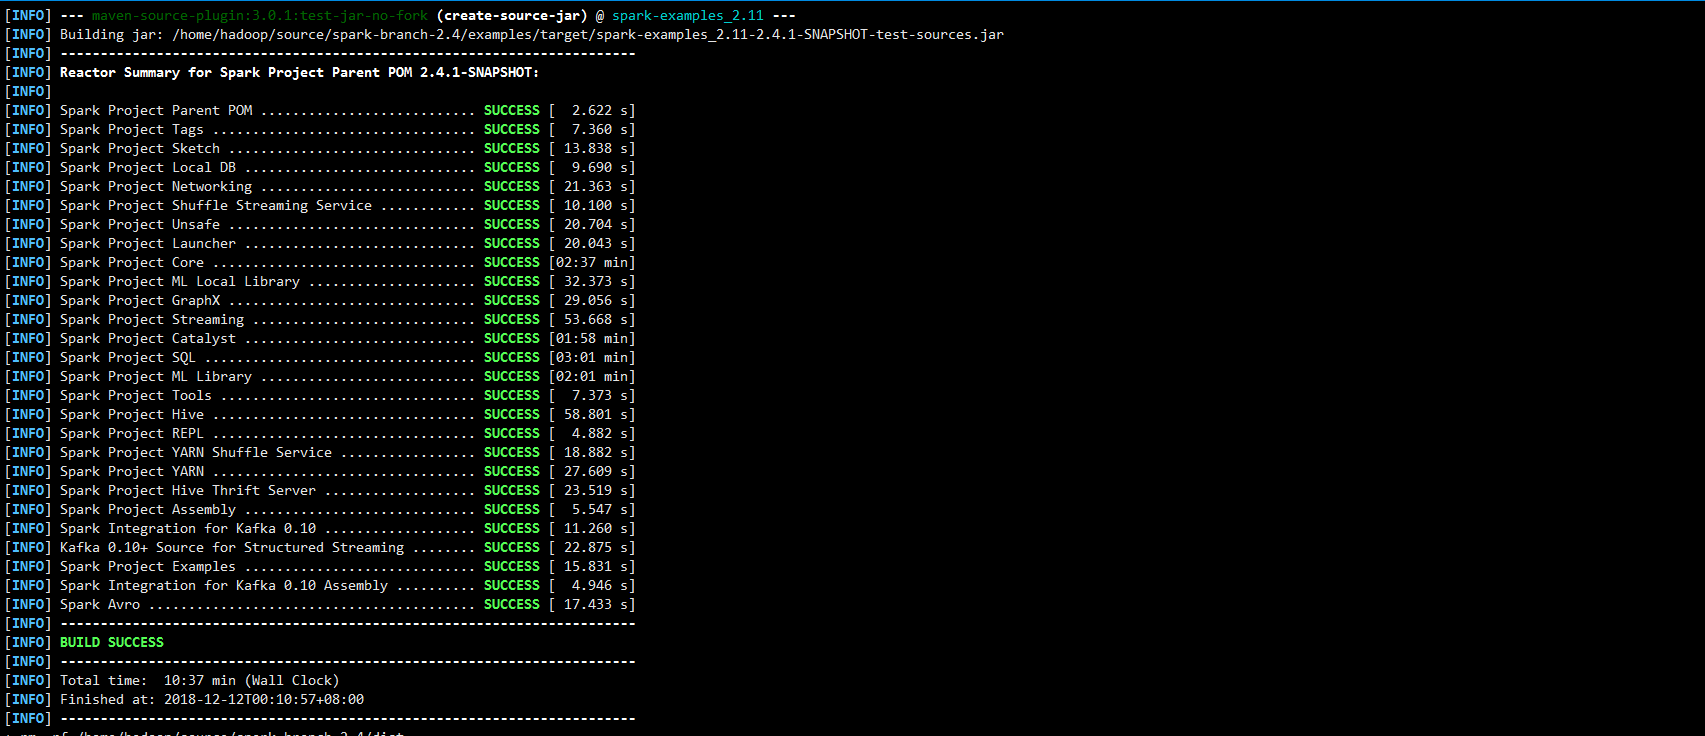 [INFO] --- maven-source-plugin:3.0.1:test-jar-no-fork (create-source-jar) @ spark-examples_2.11 ---
[INFO] Building jar: /home/hadoop/source/spark-branch-2.4/examples/target/spark-examples_2.11-2.4.1-SNAPSHOT-test-sources.jar
[INFO] ------------------------------------------------------------------------
[INFO] Reactor Summary for Spark Project Parent POM 2.4.1-SNAPSHOT:
[INFO]
[INFO] Spark Project Parent POM ........................... SUCCESS [  2.622 s]
[INFO] Spark Project Tags ................................. SUCCESS [  7.360 s]
[INFO] Spark Project Sketch ............................... SUCCESS [ 13.838 s]
[INFO] Spark Project Local DB ............................. SUCCESS [  9.690 s]
[INFO] Spark Project Networking ........................... SUCCESS [ 21.363 s]
[INFO] Spark Project Shuffle Streaming Service ............ SUCCESS [ 10.100 s]
[INFO] Spark Project Unsafe ............................... SUCCESS [ 20.704 s]
[INFO] Spark Project Launcher ............................. SUCCESS [ 20.043 s]
[INFO] Spark Project Core ................................. SUCCESS [02:37 min]
[INFO] Spark Project ML Local Library ..................... SUCCESS [ 32.373 s]
[INFO] Spark Project GraphX ............................... SUCCESS [ 29.056 s]
[INFO] Spark Project Streaming ............................ SUCCESS [ 53.668 s]
[INFO] Spark Project Catalyst ............................. SUCCESS [01:58 min]
[INFO] Spark Project SQL .................................. SUCCESS [03:01 min]
[INFO] Spark Project ML Library ........................... SUCCESS [02:01 min]
[INFO] Spark Project Tools ................................ SUCCESS [  7.373 s]
[INFO] Spark Project Hive ................................. SUCCESS [ 58.801 s]
[INFO] Spark Project REPL ................................. SUCCESS [  4.882 s]
[INFO] Spark Project YARN Shuffle Service ................. SUCCESS [ 18.882 s]
[INFO] Spark Project YARN ................................. SUCCESS [ 27.609 s]
[INFO] Spark Project Hive Thrift Server ................... SUCCESS [ 23.519 s]
[INFO] Spark Project Assembly ............................. SUCCESS [  5.547 s]
[INFO] Spark Integration for Kafka 0.10 ................... SUCCESS [ 11.260 s]
[INFO] Kafka 0.10+ Source for Structured Streaming ........ SUCCESS [ 22.875 s]
[INFO] Spark Project Examples ............................. SUCCESS [ 15.831 s]
[INFO] Spark Integration for Kafka 0.10 Assembly .......... SUCCESS [  4.946 s]
[INFO] Spark Avro ......................................... SUCCESS [ 17.433 s]
[INFO] ------------------------------------------------------------------------
[INFO] BUILD SUCCESS
[INFO] ------------------------------------------------------------------------
[INFO] Total time:  10:37 min (Wall Clock)
[INFO] Finished at: 2018-12-12T00:10:57+08:00
[INFO] ------------------------------------------------------------------------